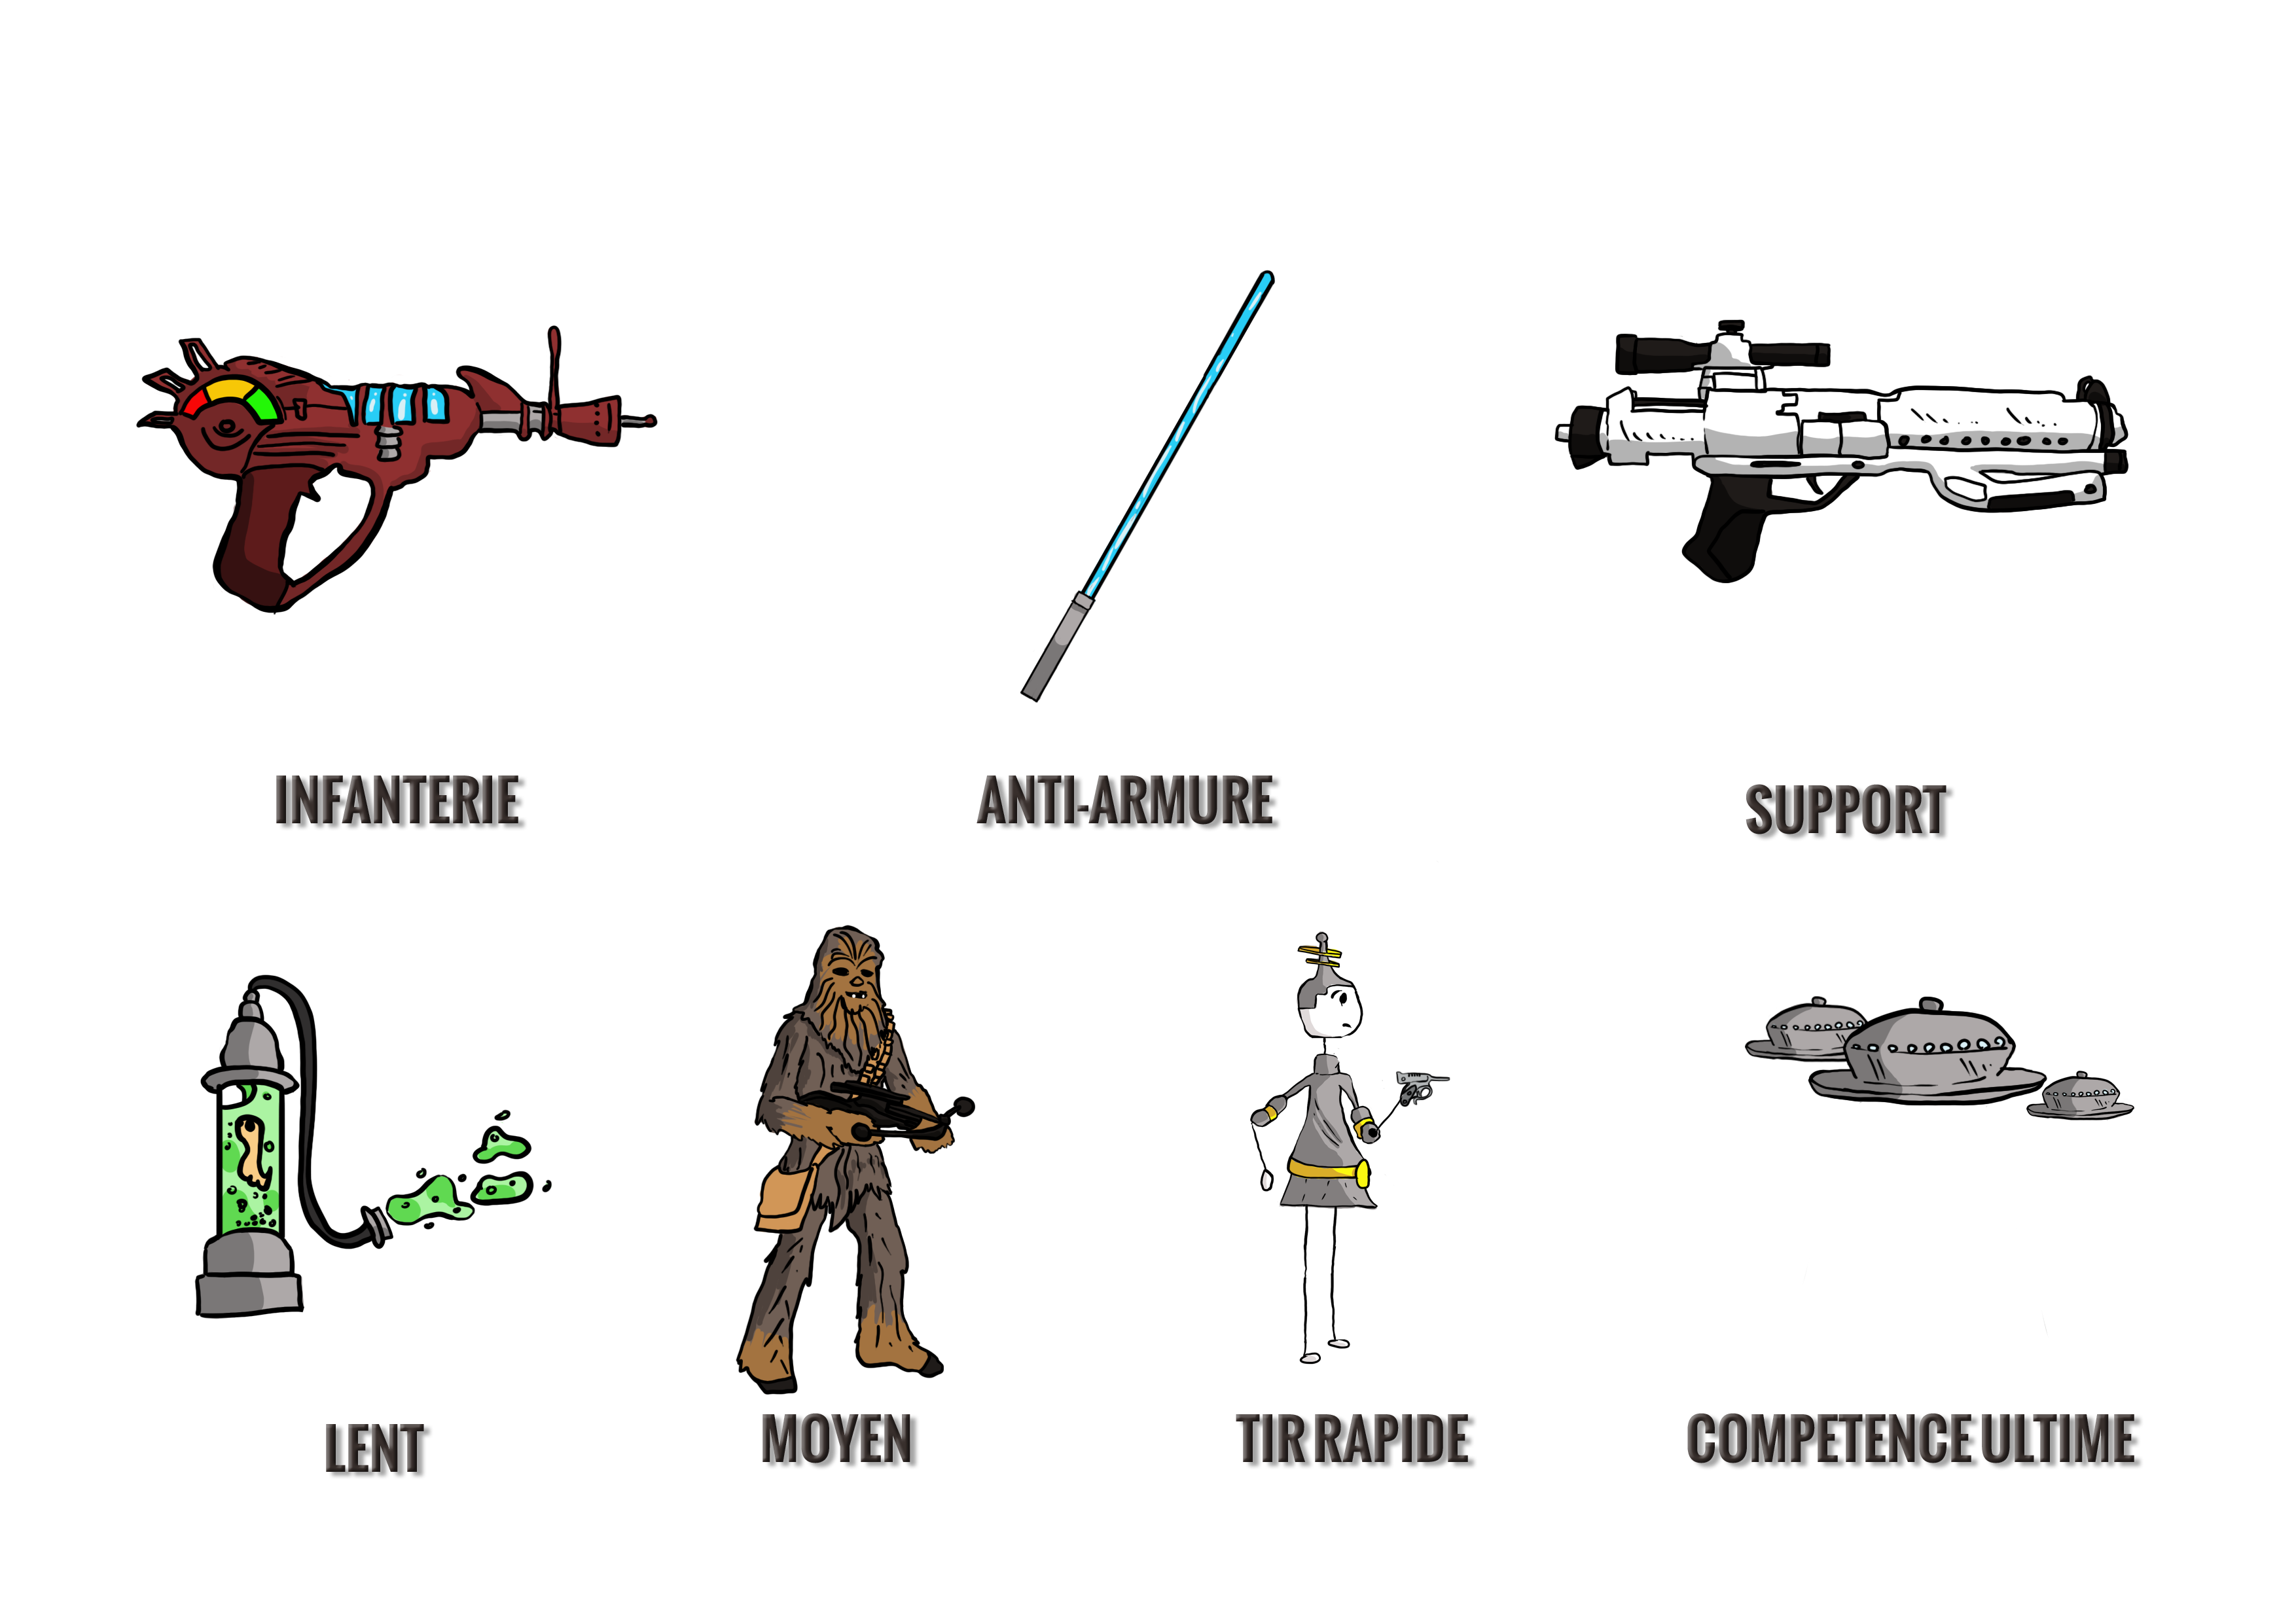 INFANTERIE
ANTI-ARMURE
SUPPORT
LENT
MOYEN
TIR RAPIDE
COMPETENCE ULTIME